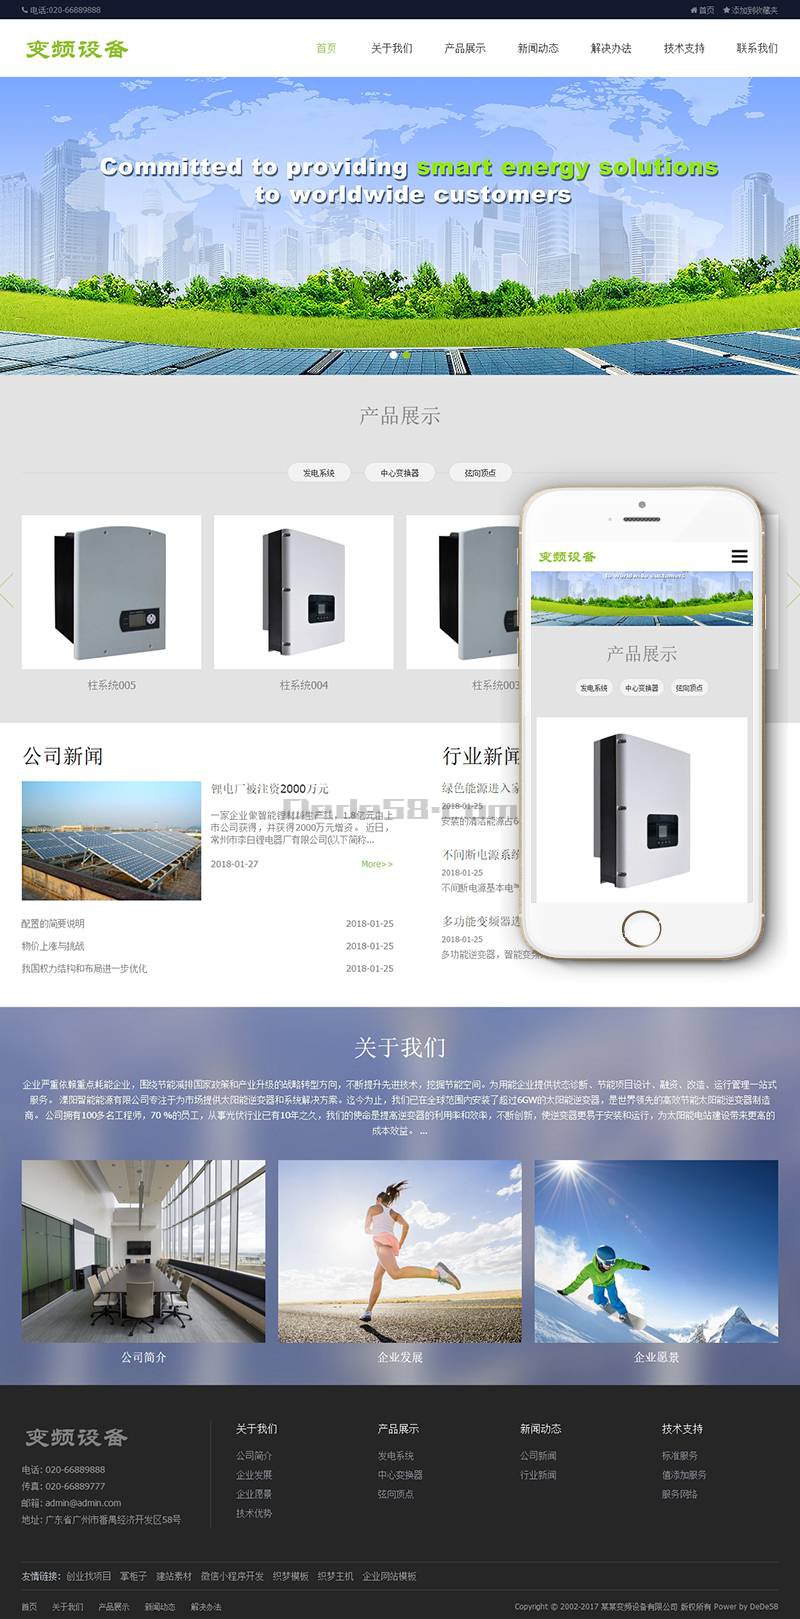 电话:020-66889888
首页 添加到收藏夹
变频设备
首页 关于我们 产品展示 新闻动态 解决办法 技术支持 联系我们
Committed to providing smart energy solutions
to worldwide customers
产品展示
发电系统 中心变换器 弦向顶点
柱系统005 柱系统004 柱系统003
变频设备
to worldwide customers
产品展示
发电系统 中心变换器 弦向顶点
公司新闻
锂电厂被注资2000万元
一家企业做智能锂材料生产线，1.8亿元由上
市公司获得，并获得2000万元增资。 近日，
常州市李白锂电器厂有限公司(以下简称...
2018-01-27 More>>
配置的简要说明 2018-01-25
物价上涨与挑战 2018-01-25
我国权力结构和布局进一步优化 2018-01-25
行业新闻
绿色能源进入家
2018-01-25
安装的清洁能源占6
不间断电源系统
2018-01-25
不间断电源基本电气
多功能变频器选
2018-01-25
多功能逆变器，智能变频
Dede58.com
关于我们
企业严重依赖重点耗能企业，围绕节能减排国家政策和产业升级的战略转型方向，不断提升先进技术，挖掘节能空间。为用能企业提供状态诊断、节能项目设计、融资、改造、运行管理一站式
服务。 溧阳智能能源有限公司专注于为市场提供太阳能逆变器和系统解决方案。迄今为止，我们已在全球范围内安装了超过6GW的太阳能逆变器，是世界领先的高效节能太阳能逆变器制造
商。 公司拥有100多名工程师，70 %的员工，从事光伏行业已有10年之久，我们的使命是提高逆变器的利用率和效率，不断创新，使逆变器更易于安装和运行，为太阳能电站建设带来更高的
成本效益。 ...
公司简介 企业发展 企业愿景
变频设备
电话: 020-66889888
传真: 020-66889777
邮箱: admin@admin.com
地址: 广东省广州市番禺经济开发区58号
关于我们
公司简介
企业发展
企业愿景
技术优势
产品展示
发电系统
中心变换器
弦向顶点
新闻动态
公司新闻
行业新闻
技术支持
标准服务
值添加服务
服务网络
友情链接: 创业找项目 掌柜子 建站素材 微信小程序开发 织梦模板 织梦主机 企业网站模板
首页 关于我们 产品展示 新闻动态 解决办法
Copyright © 2002-2017 某某变频设备有限公司 版权所有 Power by DeDe58